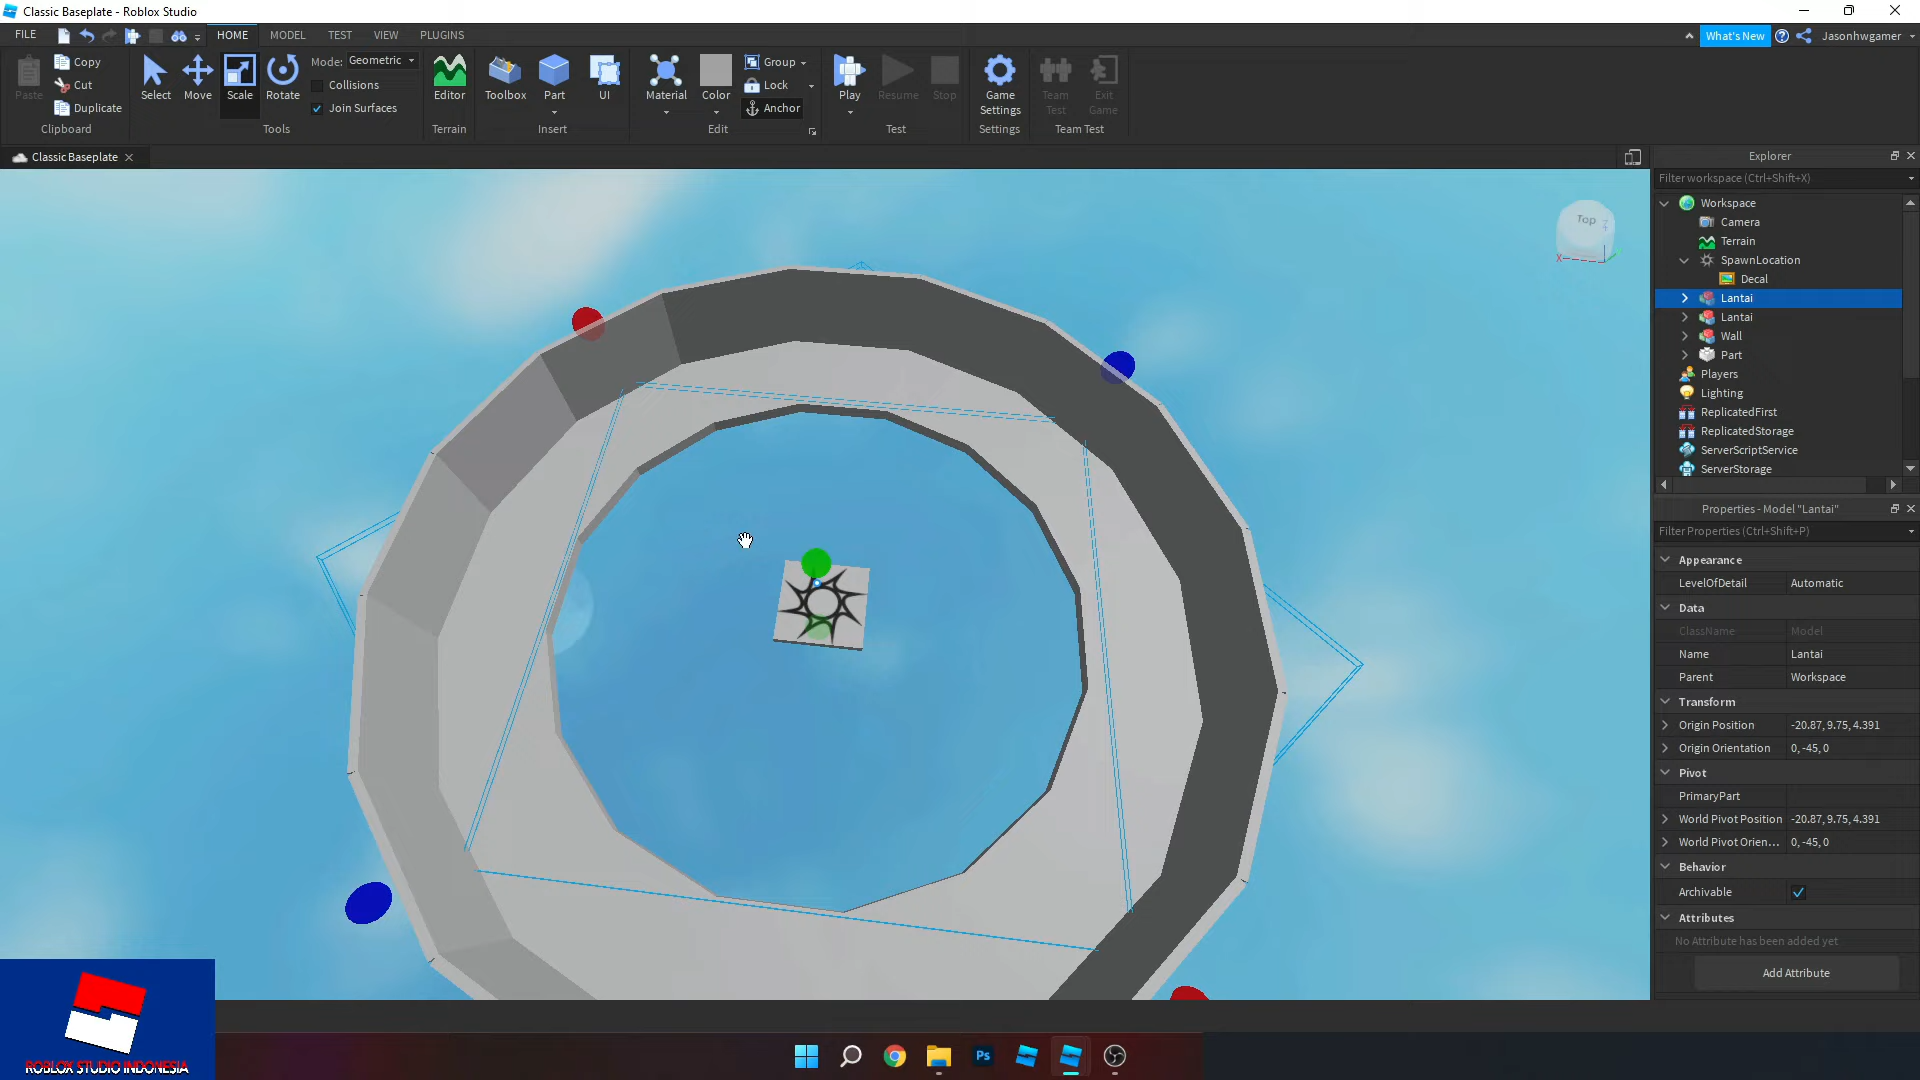 Classic Baseplate - Roblox Studio
FILE HOME MODEL TEST VIEW PLUGINS What's New Jasonhwgamer
Paste Copy Cut Duplicate Clipboard
Select Move Scale Rotate Mode: Geometric Collisions Join Surfaces Tools
Editor Terrain
Toolbox Part UI Insert
Material Color Group Lock Anchor Edit
Play Resume Stop Test
Game Settings Settings
Team Test Exit Game Team Test
Classic Baseplate
Top
X
Z
Explorer
Filter workspace (Ctrl+Shift+X)
Workspace
Camera
Terrain
SpawnLocation
Decal
Lantai
Lantai
Wall
Part
Players
Lighting
ReplicatedFirst
ReplicatedStorage
ServerScriptService
ServerStorage
Properties - Model "Lantai"
Filter Properties (Ctrl+Shift+P)
Appearance
LevelOfDetail Automatic
Data
ClassName Model
Name Lantai
Parent Workspace
Transform
Origin Position -20.87, 9.75, 4.391
Origin Orientation 0, -45, 0
Pivot
PrimaryPart
World Pivot Position -20.87, 9.75, 4.391
World Pivot Orien... 0, -45, 0
Behavior
Archivable
Attributes
No Attribute has been added yet
Add Attribute
ROBLOX STUDIO INDONESIA
Ps